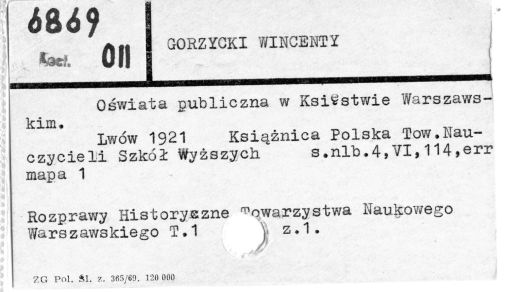 6869
Kat. 011
GORZYCKI WINCENTY
Oświata publiczna w Księstwie Warszaws-
kim.
Lwów 1921 Książnica Polska Tow.Nau-
czycieli Szkół Wyższych s.nlb.4,VI,114,err
mapa 1
Rozprawy Historyczne Towarzystwa Naukowego
Warszawskiego T.1 z.1.
ZG Pol. Śl. z. 365/69. 120 000